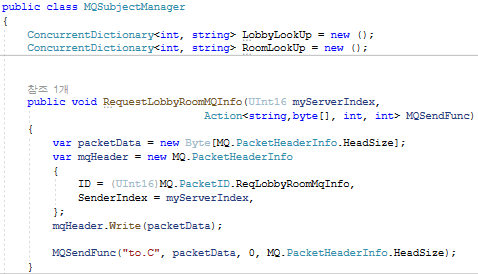 public class MQSubjectManager
{
ConcurrentDictionary<int, string> LobbyLookUp = new ();
ConcurrentDictionary<int, string> RoomLookUp = new ();
참조 1개
public void RequestLobbyRoomMQInfo(UInt16 myServerIndex,
Action<string,byte[], int, int> MQSendFunc)
{
var packetData = new Byte[MQ.PacketHeaderInfo.HeadSize];
var mqHeader = new MQ.PacketHeaderInfo
{
ID = (UInt16)MQ.PacketID.ReqLobbyRoomMqInfo,
SenderIndex = myServerIndex,
};
mqHeader.Write(packetData);
MQSendFunc("to.C", packetData, 0, MQ.PacketHeaderInfo.HeadSize);
}